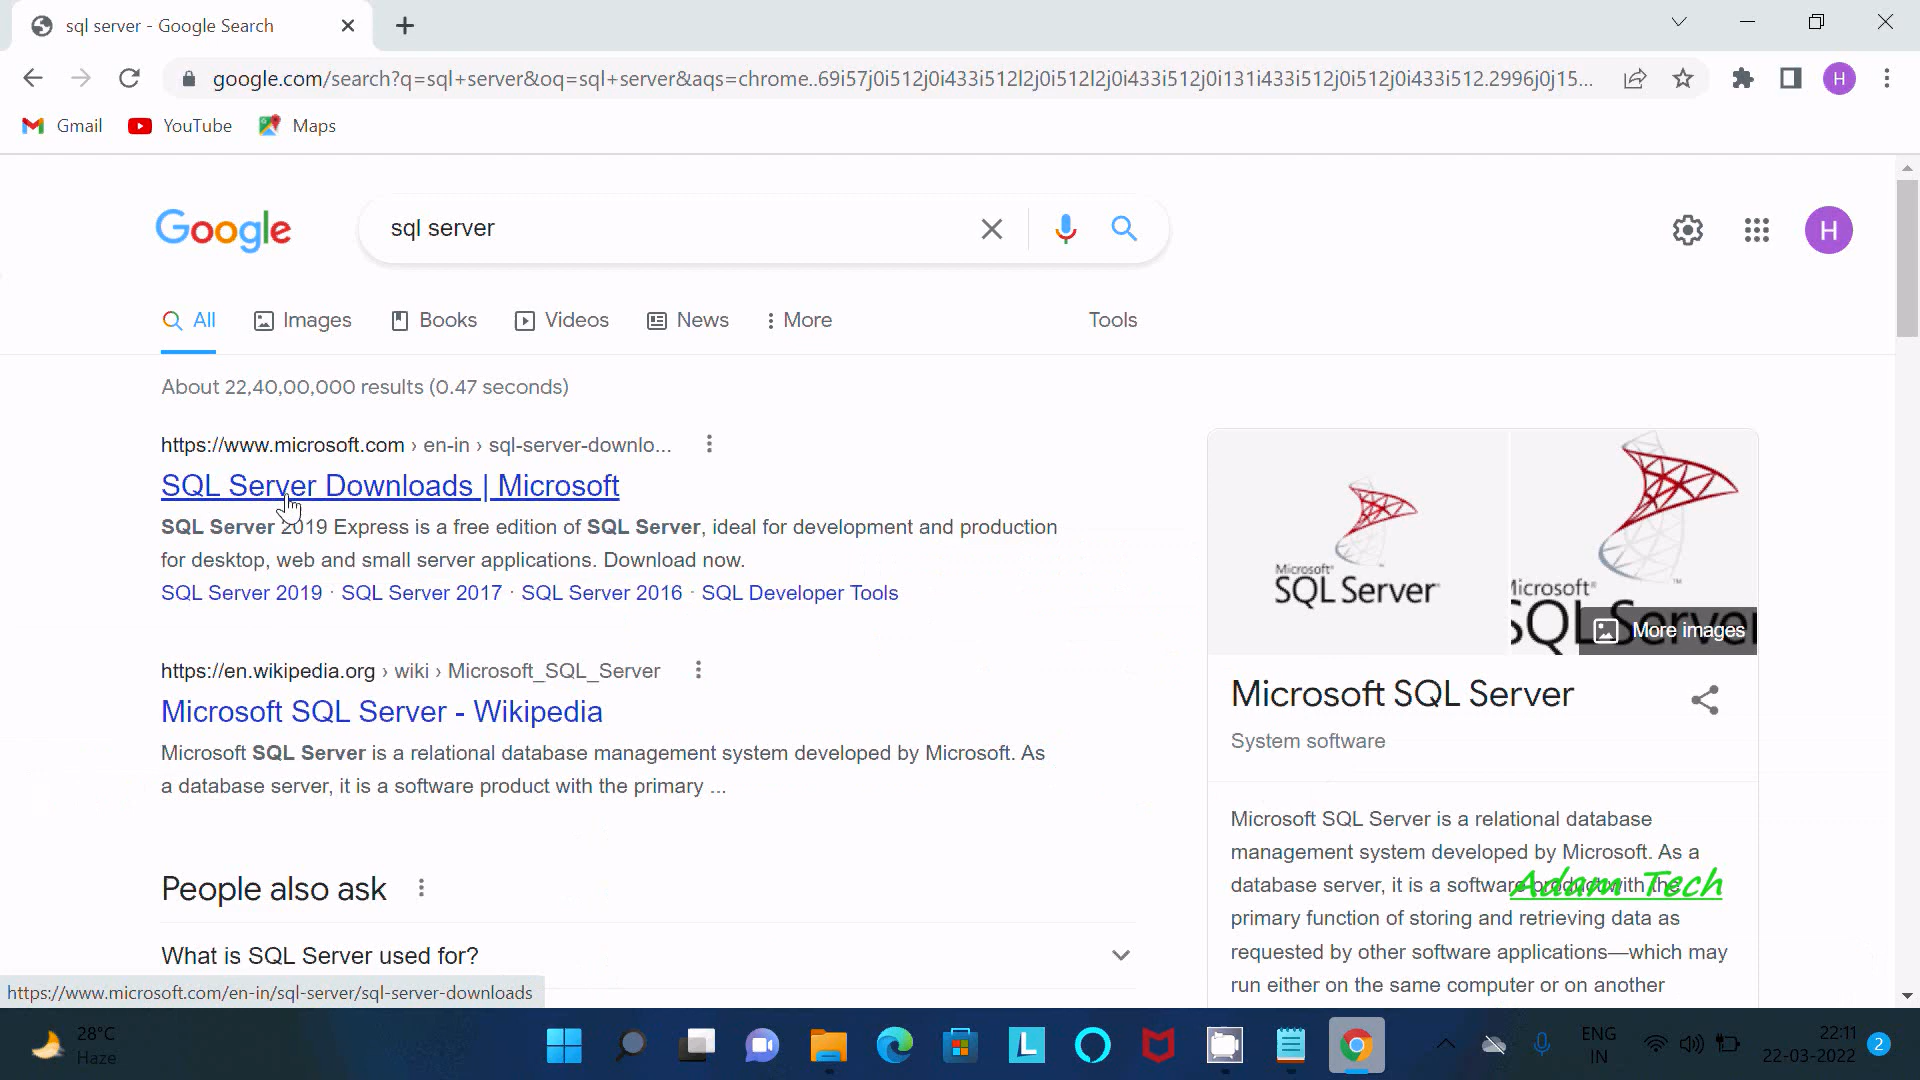 sql server - Google Search
google.com/search?q=sql+server&oq=sql+server&aqs=chrome..69i57j0i512j0i433i512l2j0i512l2j0i433i512j0i131i433i512j0i512j0i433i512.2996j0j15...
H
Gmail
YouTube
Maps
Google
sql server
H
All
Images
Books
Videos
News
More
Tools
About 22,40,00,000 results (0.47 seconds)
https://www.microsoft.com › en-in › sql-server-downlo...
SQL Server Downloads | Microsoft
SQL Server 2019 Express is a free edition of SQL Server, ideal for development and production
for desktop, web and small server applications. Download now.
SQL Server 2019 · SQL Server 2017 · SQL Server 2016 · SQL Developer Tools
https://en.wikipedia.org › wiki › Microsoft_SQL_Server
Microsoft SQL Server - Wikipedia
Microsoft SQL Server is a relational database management system developed by Microsoft. As
a database server, it is a software product with the primary ...
People also ask
What is SQL Server used for?
https://www.microsoft.com/en-in/sql-server/sql-server-downloads
Microsoft®
SQL Server
Microsoft®
SQL Server
More images
Microsoft SQL Server
System software
Microsoft SQL Server is a relational database
management system developed by Microsoft. As a
database server, it is a software product with the
Adam Tech
primary function of storing and retrieving data as
requested by other software applications—which may
run either on the same computer or on another
28°C
Haze
L
ENG
IN
22:11
22-03-2022
2